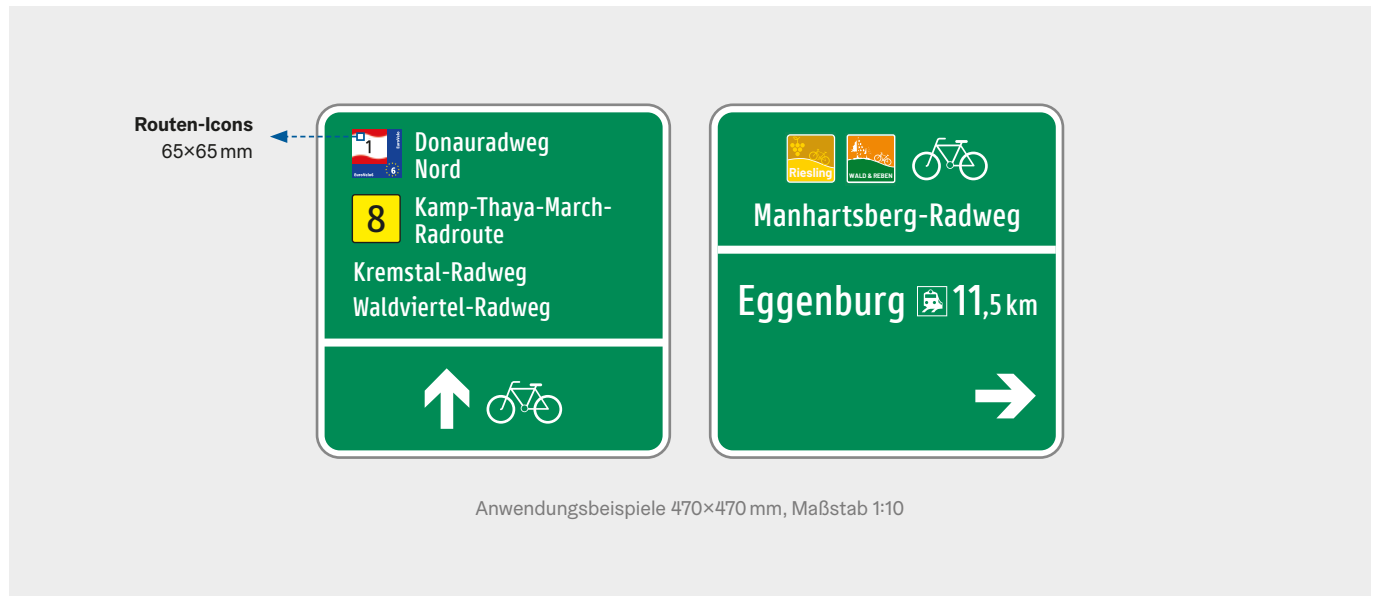 Routen-Icons
65×65 mm
1
6
Donauradweg
Nord
8
Kamp-Thaya-March-
Radroute
Kremstal-Radweg
Waldviertel-Radweg
Riesling
WALD & REBEN
Manhartsberg-Radweg
Eggenburg 11,5 km
Anwendungsbeispiele 470×470 mm, Maßstab 1:10